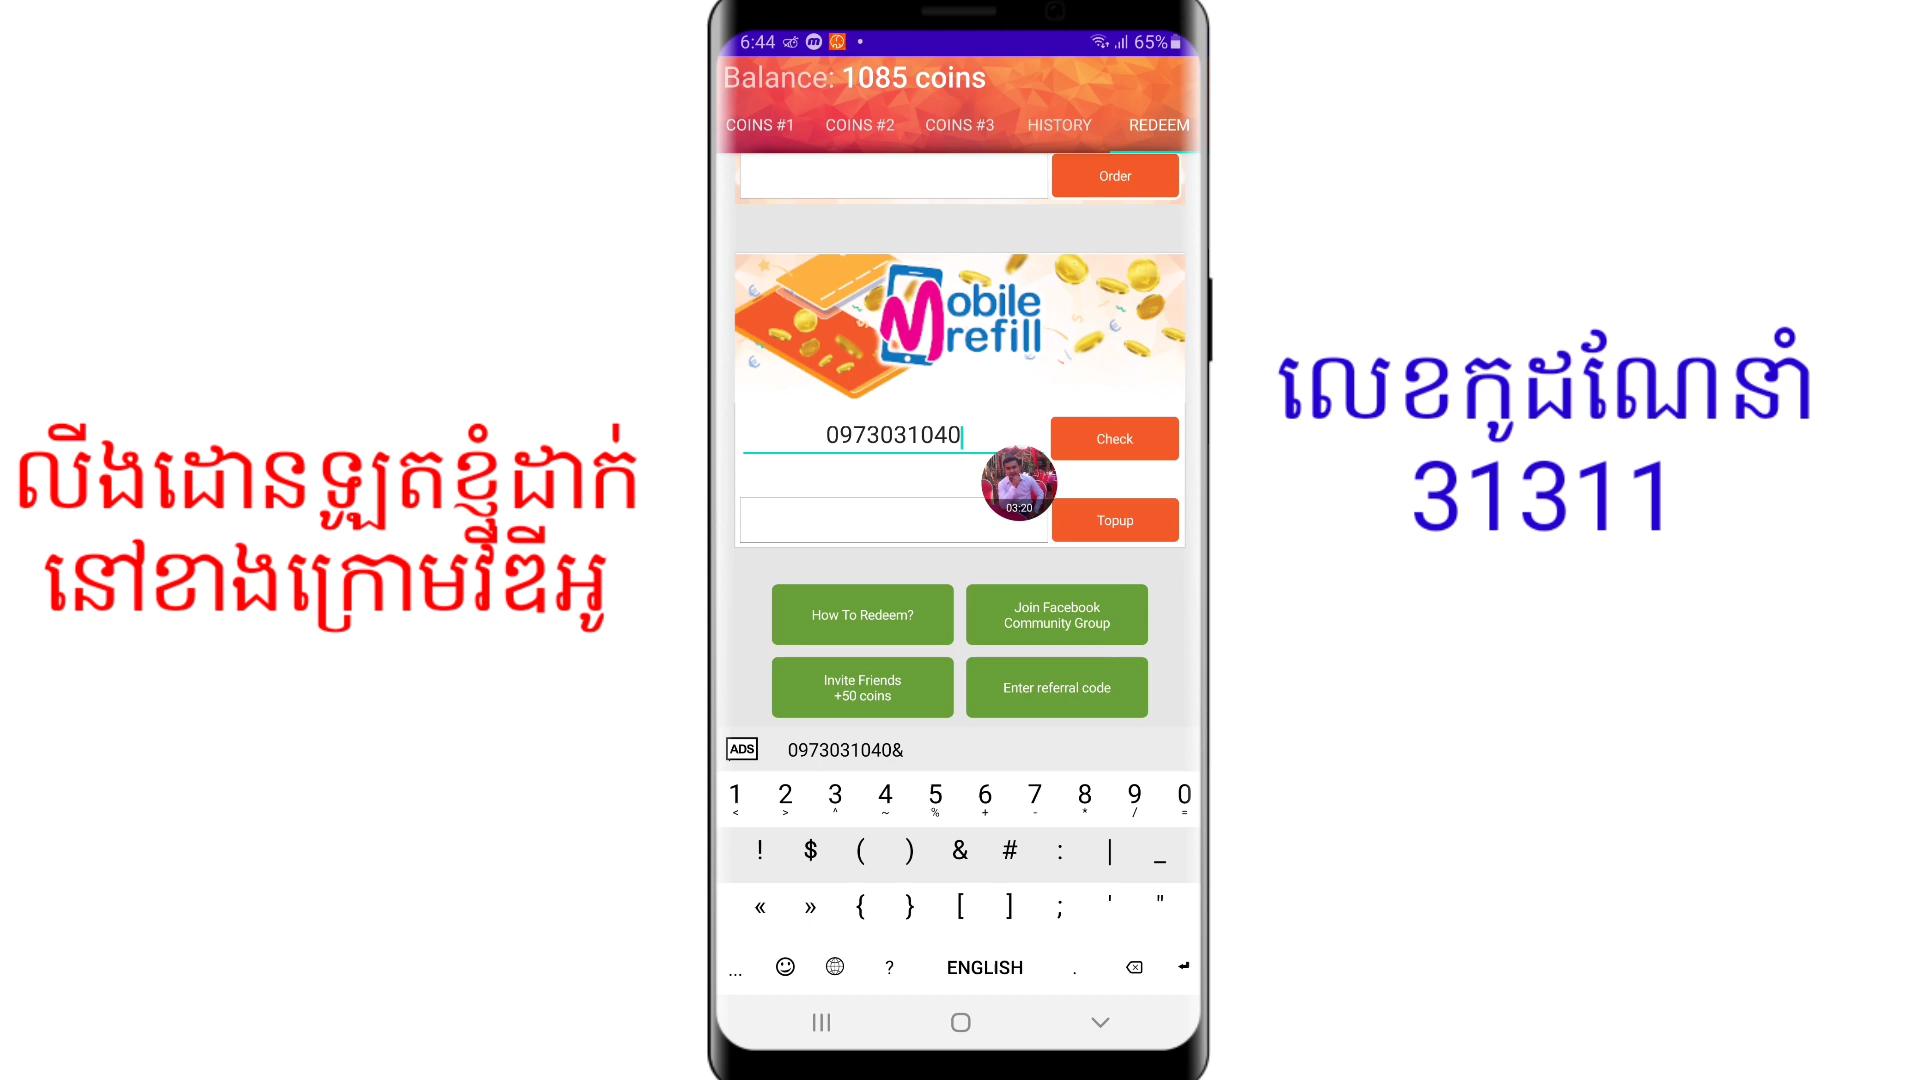 6:44
65%
Balance: 1085 coins
COINS #1 COINS #2 COINS #3 HISTORY REDEEM
Order
Mobile
refill
0973031040
Check
03:20
Topup
How To Redeem?
Join Facebook
Community Group
Invite Friends
+50 coins
Enter referral code
ADS 0973031040&
1 2 3 4 5 6 7 8 9 0
< > ^ ~ % + - * / =
! $ ( ) & # : | _
« » { } [ ] ; ' "
... ? ENGLISH .
លីងដោនឡូតខ្ញុំដាក់
នៅខាងក្រោមវីឌីអូ
លេខកូដណែនាំ
31311